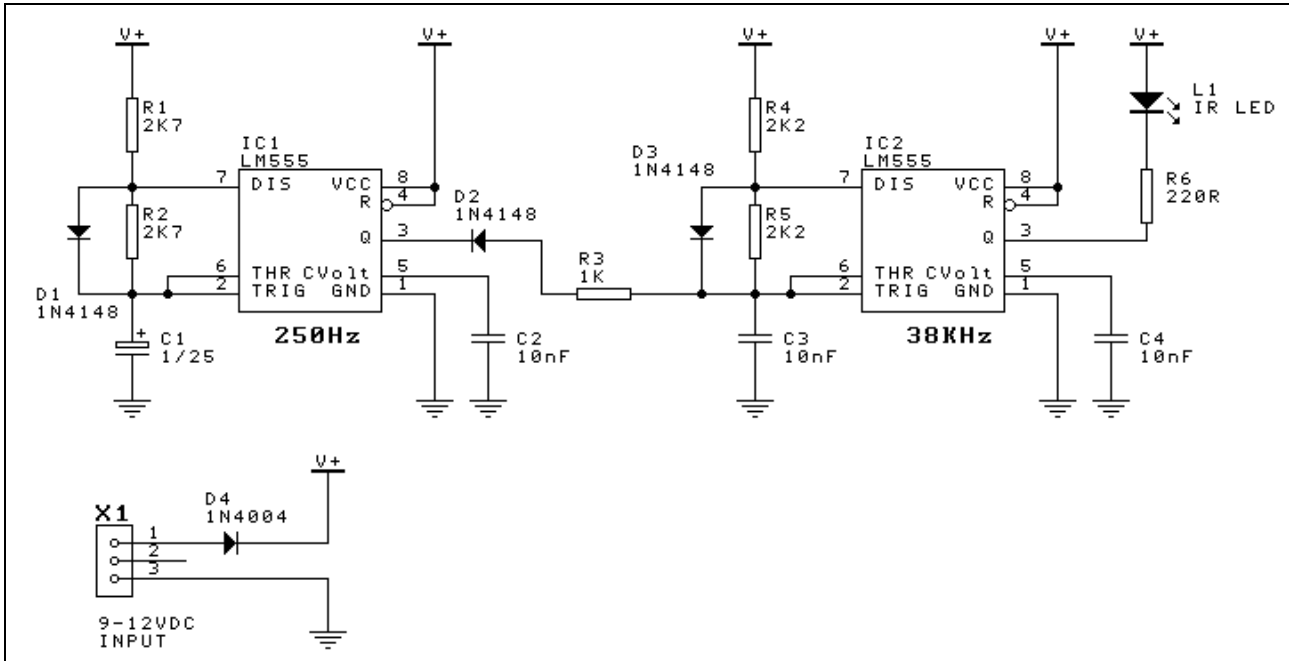 V+
V+
V+
V+
V+
R1
2K7
R4
2K2
L1
IR LED
IC1
LM555
IC2
LM555
D3
1N4148
7
DIS
VCC
8
R
4
D2
1N4148
7
DIS
VCC
8
R
4
R6
220R
R2
2K7
Q
3
R5
2K2
Q
3
R3
1K
6
THR
CVolt
5
2
TRIG
GND
1
6
THR
CVolt
5
2
TRIG
GND
1
D1
1N4148
250Hz
38KHz
+
C1
1/25
C2
10nF
C3
10nF
C4
10nF
V+
D4
1N4004
X1
1
2
3
9-12VDC
INPUT